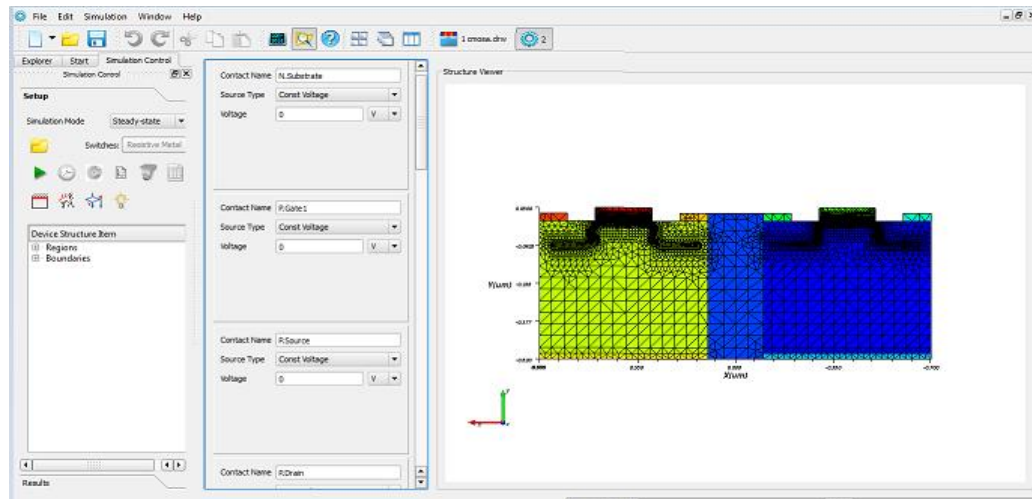 File Edit Simulation Window Help
1 cmosa.drw 2
Explorer Start Simulation Control
Simulation Control
Setup
Simulation Mode Steady-state
Switches: Resistive Metal
Device Structure Item
Regions
Boundaries
Results
Contact Name N.Substrate
Source Type Const Voltage
Voltage 0 V
Contact Name P.Gate1
Source Type Const Voltage
Voltage 0 V
Contact Name P.Source
Source Type Const Voltage
Voltage 0 V
Contact Name P.Drain
Structure Viewer
Y(um)
X(um)